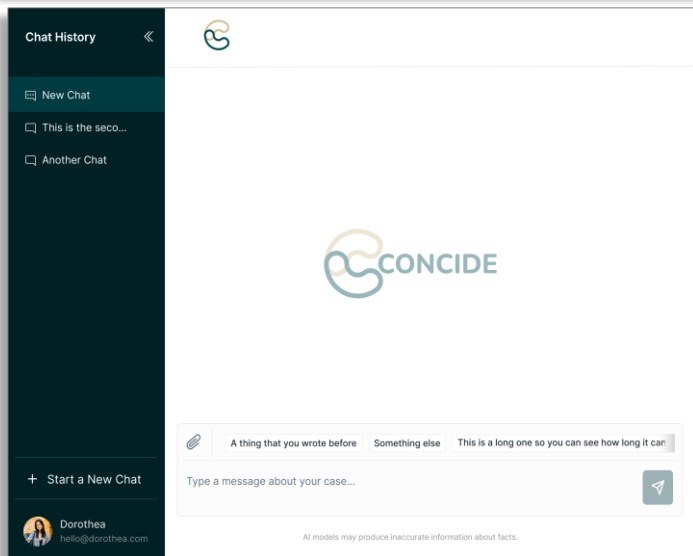 Chat History
New Chat
This is the seco...
Another Chat
CONCIDE
A thing that you wrote before
Something else
This is a long one so you can see how long it can
Type a message about your case...
Start a New Chat
Dorothea
hello@dorothea.com
AI models may produce inaccurate information about facts.